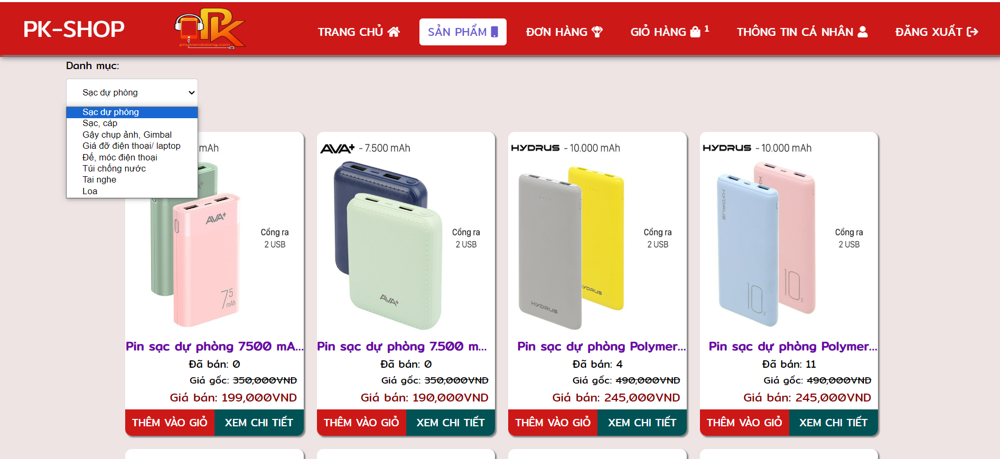 PK-SHOP
PK
phukiendidong.com
TRANG CHỦ
SẢN PHẨM
ĐƠN HÀNG
GIỎ HÀNG 1
THÔNG TIN CÁ NHÂN
ĐĂNG XUẤT
Danh mục:
Sạc dự phòng
Sạc dự phòng
Sạc, cáp
Gậy chụp ảnh, Gimbal
Giá đỡ điện thoại/ laptop
Đế, móc điện thoại
Túi chống nước
Tai nghe
Loa
mAh
AVA+
75
mAh
Cổng ra
2 USB
Pin sạc dự phòng 7500 mA...
Đã bán: 0
Giá gốc: 350,000VND
Giá bán: 199,000VND
THÊM VÀO GIỎ
XEM CHI TIẾT
AVA+ - 7.500 mAh
Cổng ra
2 USB
AVA+
Pin sạc dự phòng 7.500 m...
Đã bán: 0
Giá gốc: 350,000VND
Giá bán: 190,000VND
THÊM VÀO GIỎ
XEM CHI TIẾT
HYDRUS - 10.000 mAh
Cổng ra
2 USB
HYDRUS
HYDRUS
Pin sạc dự phòng Polymer...
Đã bán: 4
Giá gốc: 490,000VND
Giá bán: 245,000VND
THÊM VÀO GIỎ
XEM CHI TIẾT
HYDRUS - 10.000 mAh
HYDRUS
Cổng ra
2 USB
10x
10x
Pin sạc dự phòng Polymer...
Đã bán: 11
Giá gốc: 490,000VND
Giá bán: 245,000VND
THÊM VÀO GIỎ
XEM CHI TIẾT